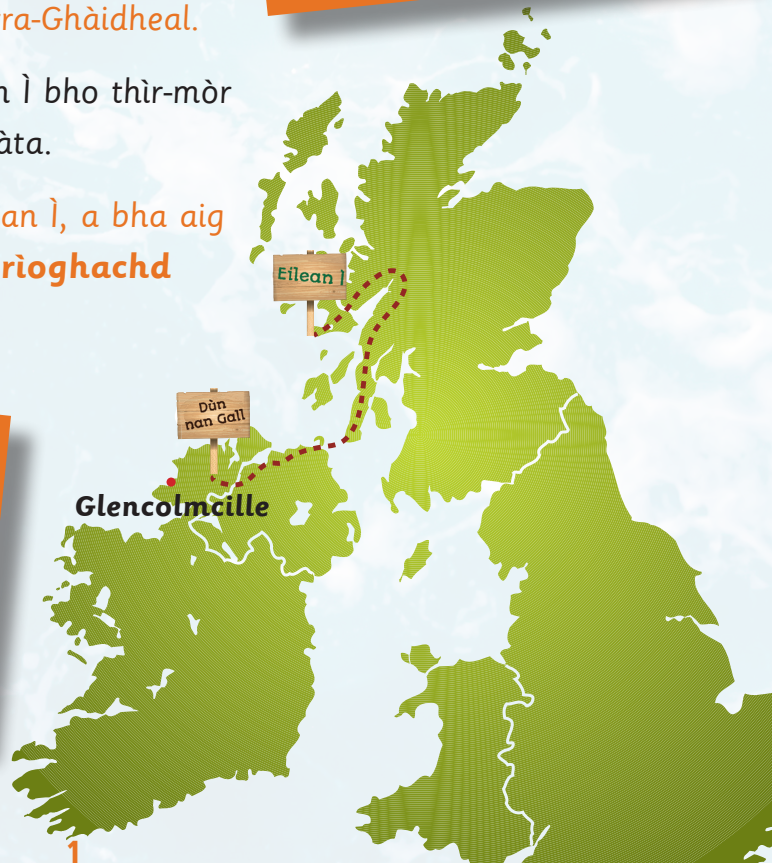 ra-Ghàidheal.
Ì bho thìr-mòr
àta.
an Ì, a bha aig
rìoghachd
Eilean Ì
Dùn
nan Gall
Glencolmcille
1